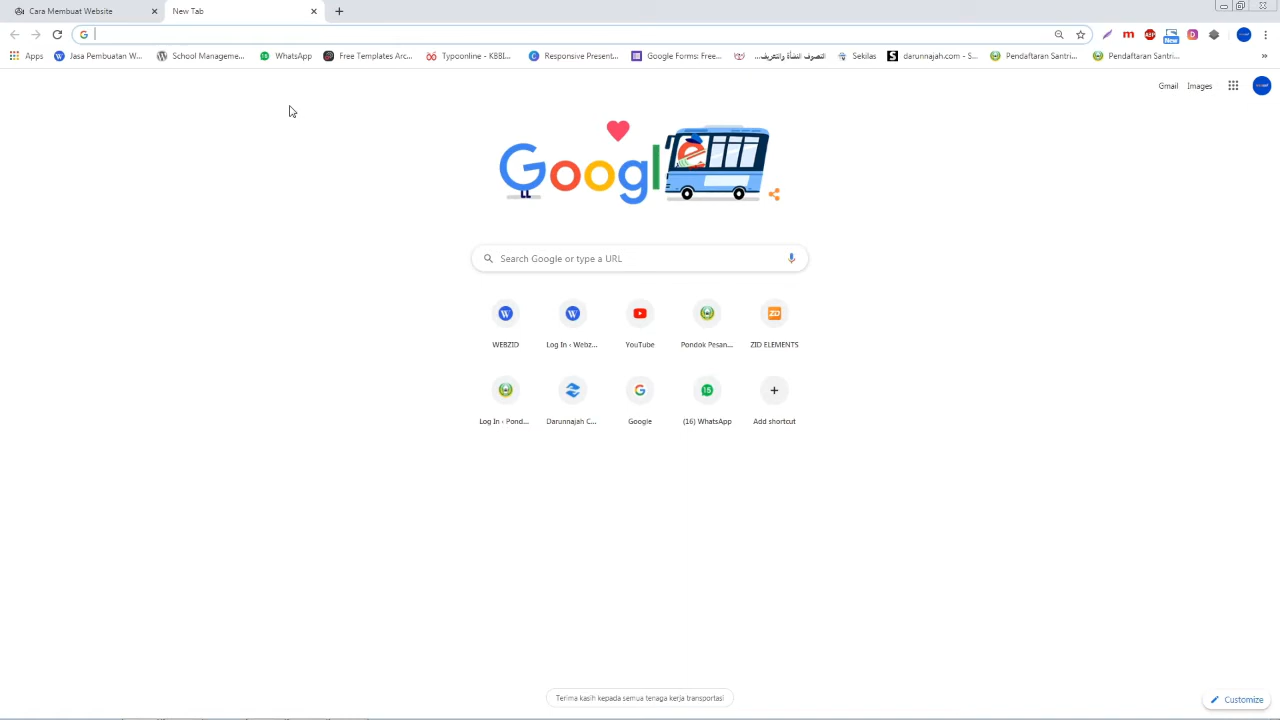 Cara Membuat Website
New Tab
Apps
Jasa Pembuatan W...
School Manageme...
WhatsApp
Free Templates Arc...
Typoonline - KBBI...
Responsive Present...
Google Forms: Free...
التصوف النشأة والتعريف...
Sekilas
darunnajah.com - S...
Pendaftaran Santri...
Pendaftaran Santri...
Gmail
Images
Google
Search Google or type a URL
WEBZID
Log In ‹ Webz...
YouTube
Pondok Pesan...
ZID ELEMENTS
Log In ‹ Pond...
Darunnajah C...
Google
(16) WhatsApp
Add shortcut
Terima kasih kepada semua tenaga kerja transportasi
Customize